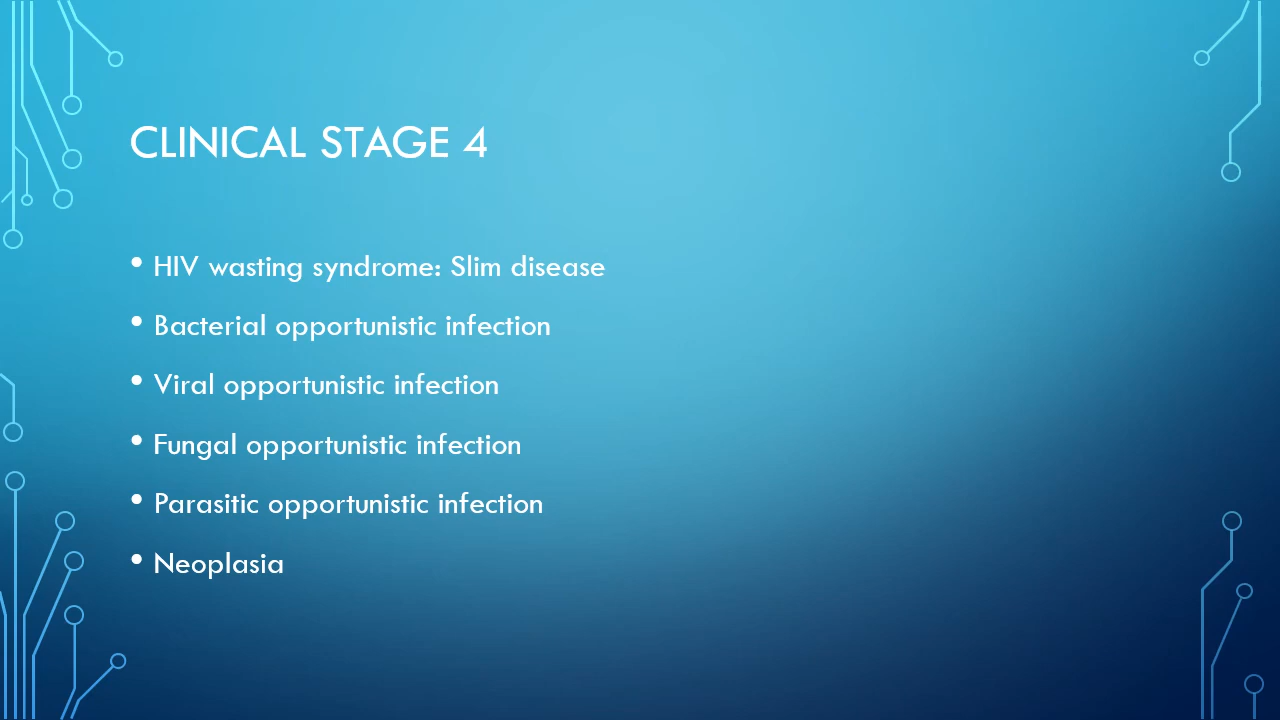 CLINICAL STAGE 4
• HIV wasting syndrome: Slim disease
• Bacterial opportunistic infection
• Viral opportunistic infection
• Fungal opportunistic infection
• Parasitic opportunistic infection
• Neoplasia